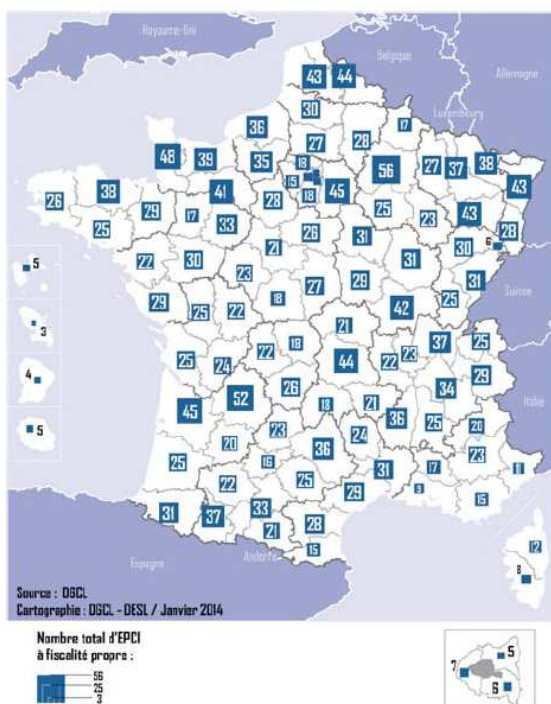 Royaume-Uni
Belgique
Allemagne
Luxembourg
43 44
30
36 17
27 28
48 39 35 18 56 27 37 38
15 45 43
26 38 41 18
29 28 25 43
25 17 33 26 23 28
21 31 30 6
5 22 30 31
23 29 31
Suisse
29 27 25
25 22 18 42
3 21
37 25
25 22 18
24 44 22 23
4 29
Italie
52 26 34
45 18 21
36 25 20
5 20 23 24
36 23
25 16 31 17 8
22 25 9
29 15
31 37 33
21 28 12
15
Espagne
Andorre
8
Source : DGCL
Cartographie : DGCL - DESL / Janvier 2014
Nombre total d'EPCI
à fiscalité propre :
56
25
3
5
7
6